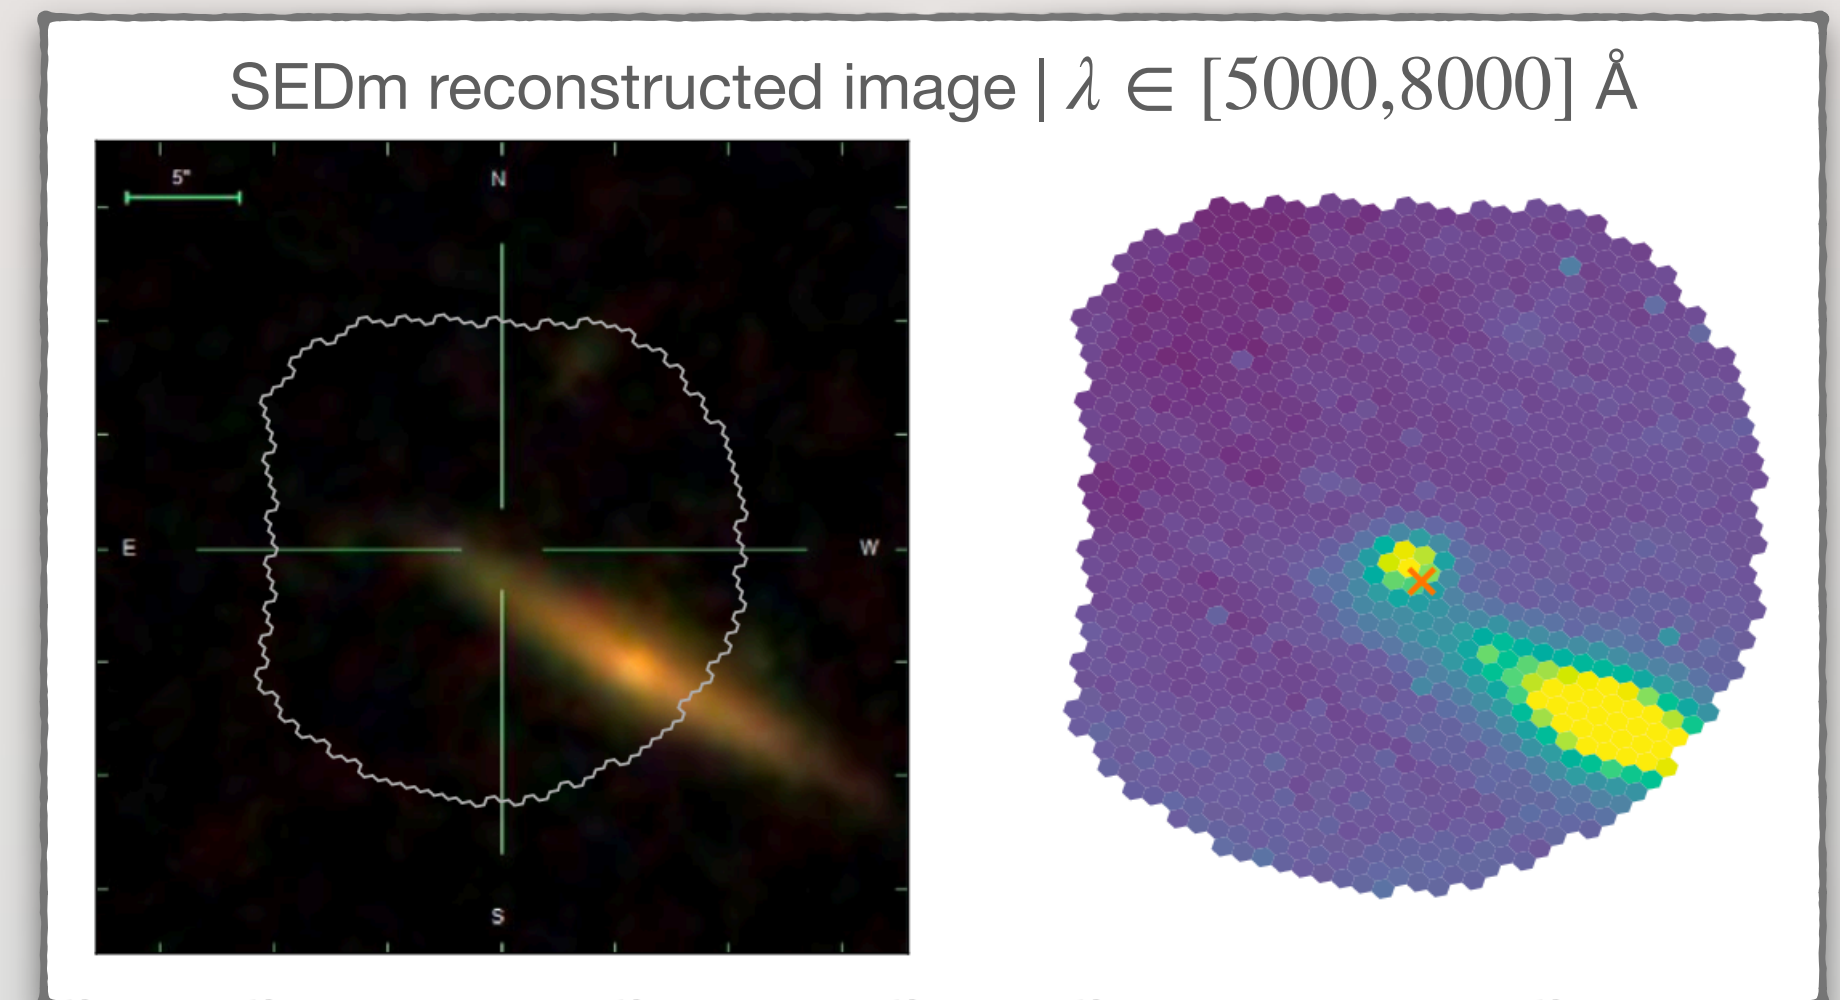 SEDm reconstructed image | λ ∈ [5000,8000] Å
5"
N
E
W
S